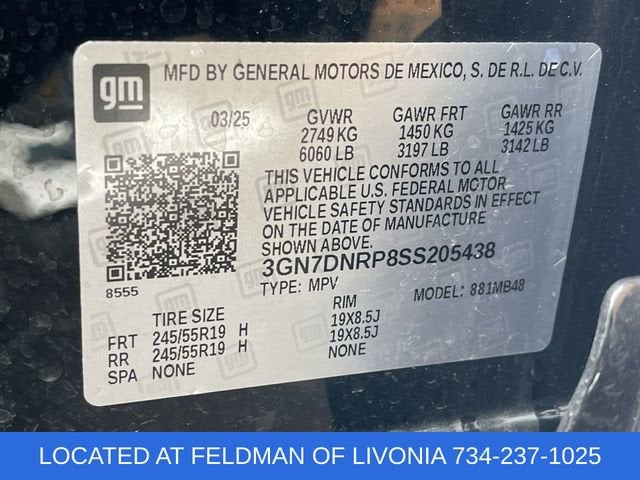 gm MFD BY GENERAL MOTORS DE MEXICO, S. DE R.L. DE C.V.
03/25 GVWR GAWR FRT GAWR RR
2749 KG 1450 KG 1425 KG
6060 LB 3197 LB 3142 LB
THIS VEHICLE CONFORMS TO ALL
APPLICABLE U.S. FEDERAL MOTOR
VEHICLE SAFETY STANDARDS IN EFFECT
ON THE DATE OF MANUFACTURE
SHOWN ABOVE.
3GN7DNRP8SS205438
8555 TYPE: MPV MODEL: 881MB48
TIRE SIZE RIM
FRT 245/55R19 H 19X8.5J
RR 245/55R19 H 19X8.5J
SPA NONE NONE
LOCATED AT FELDMAN OF LIVONIA 734-237-1025